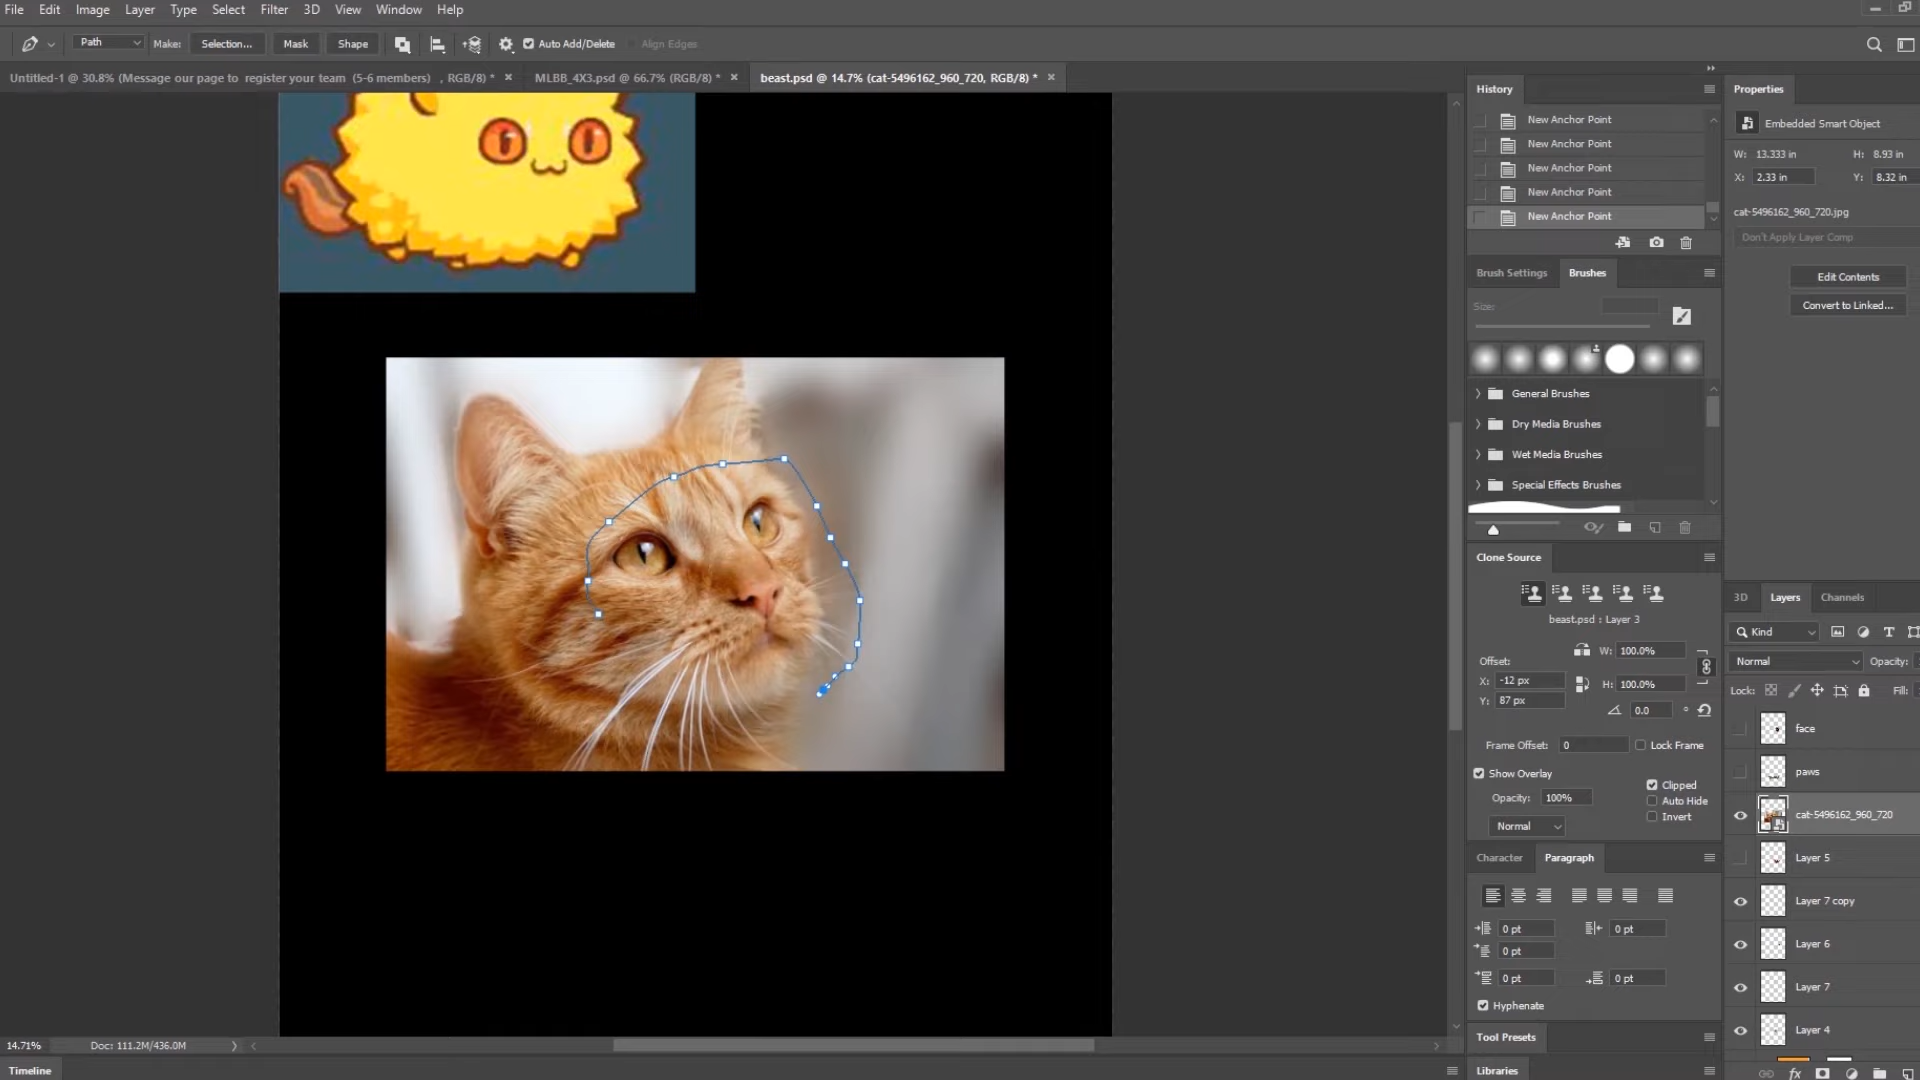 File Edit Image Layer Type Select Filter 3D View Window Help
Path Make: Selection... Mask Shape Auto Add/Delete Align Edges
Untitled-1 @ 30.8% (Message our page to register your team (5-6 members) , RGB/8) * MLBB_4X3.psd @ 66.7% (RGB/8) * beast.psd @ 14.7% (cat-5496162_960_720, RGB/8) *
History
New Anchor Point
New Anchor Point
New Anchor Point
New Anchor Point
New Anchor Point
Brush Settings Brushes
Size:
General Brushes
Dry Media Brushes
Wet Media Brushes
Special Effects Brushes
Clone Source
beast.psd : Layer 3
Offset: W: 100.0%
X: -12 px H: 100.0%
Y: 87 px 0.0 °
Frame Offset: 0 Lock Frame
Show Overlay Clipped
Opacity: 100% Auto Hide
Normal Invert
Character Paragraph
0 pt 0 pt
0 pt
0 pt 0 pt
Hyphenate
Tool Presets
Libraries
Properties
Embedded Smart Object
W: 13.333 in H: 8.93 in
X: 2.33 in Y: 8.32 in
cat-5496162_960_720.jpg
Don't Apply Layer Comp
Edit Contents
Convert to Linked...
3D Layers Channels
Kind T
Normal Opacity:
Lock: Fill:
face
paws
cat-5496162_960_720
Layer 5
Layer 7 copy
Layer 6
Layer 7
Layer 4
fx
14.71% Doc: 111.2M/436.0M
Timeline